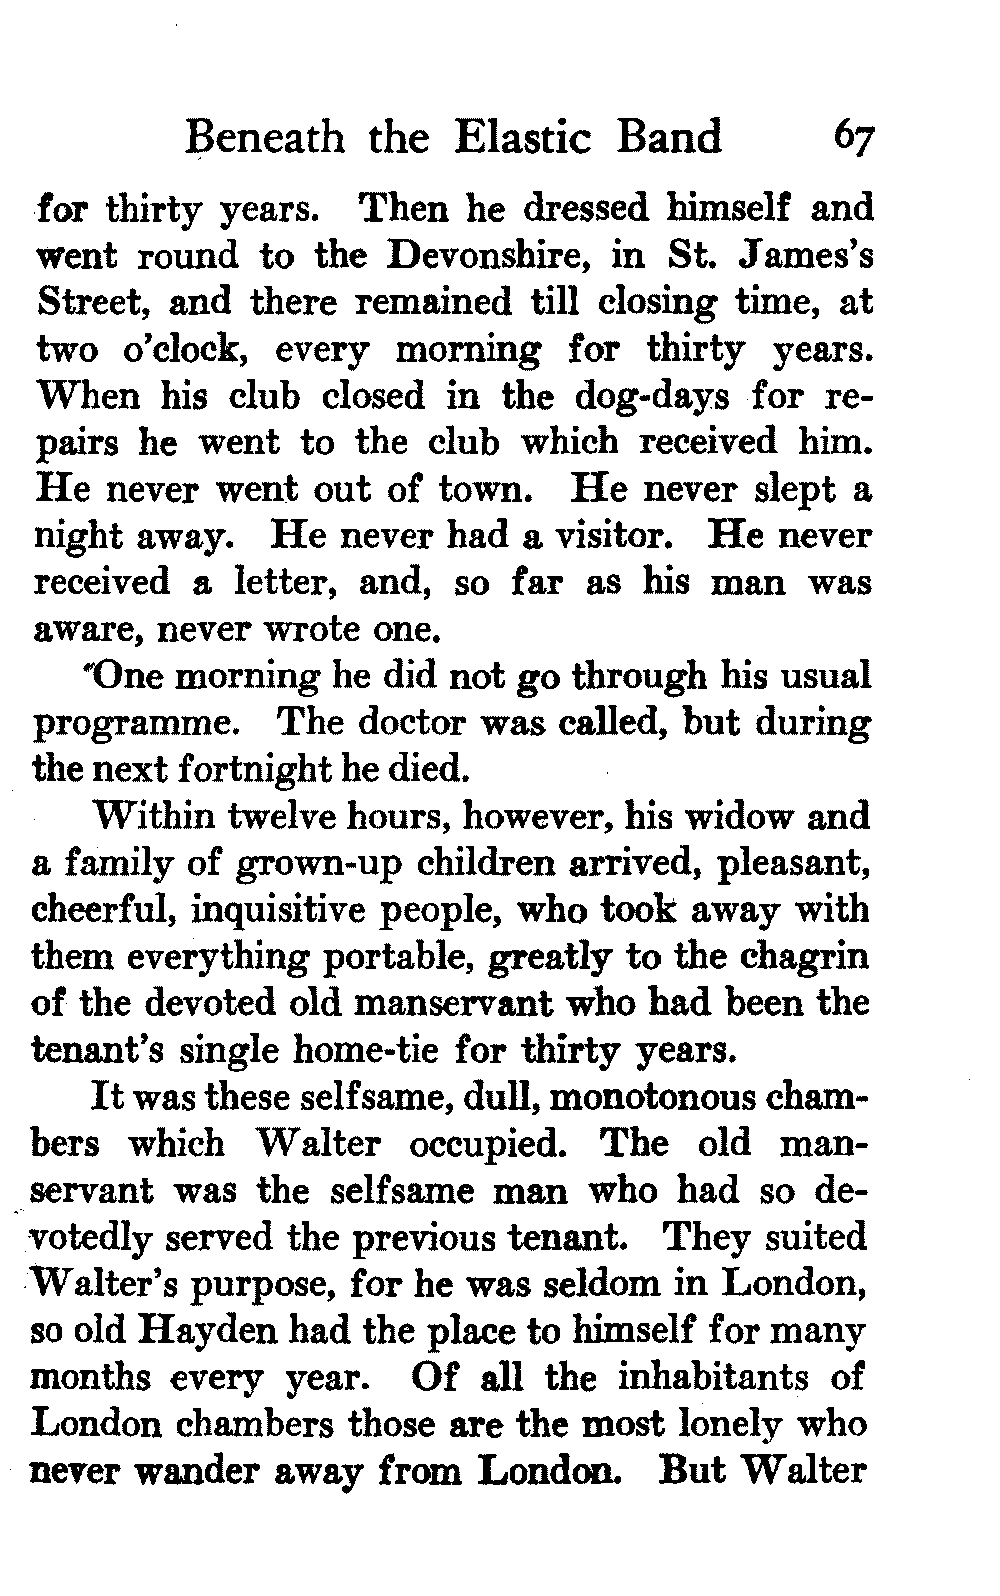 Beneath the Elastic Band 67
for thirty years. Then he dressed himself and
went round to the Devonshire, in St. James's
Street, and there remained till closing time, at
two o'clock, every morning for thirty years.
When his club closed in the dog-days for re-
pairs he went to the club which received him.
He never went out of town. He never slept a
night away. He never had a visitor. He never
received a letter, and, so far as his man was
aware, never wrote one.
"One morning he did not go through his usual
programme. The doctor was called, but during
the next fortnight he died.
Within twelve hours, however, his widow and
a family of grown-up children arrived, pleasant,
cheerful, inquisitive people, who took away with
them everything portable, greatly to the chagrin
of the devoted old manservant who had been the
tenant's single home-tie for thirty years.
It was these selfsame, dull, monotonous cham-
bers which Walter occupied. The old man-
servant was the selfsame man who had so de-
votedly served the previous tenant. They suited
Walter's purpose, for he was seldom in London,
so old Hayden had the place to himself for many
months every year. Of all the inhabitants of
London chambers those are the most lonely who
never wander away from London. But Walter